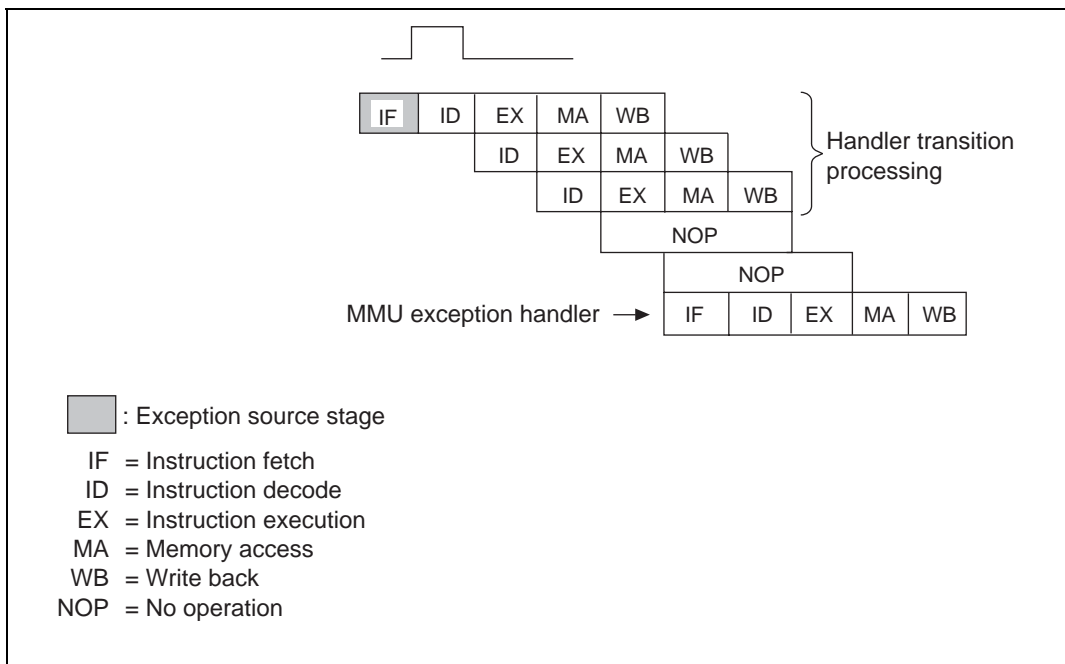 IF ID EX MA WB
ID EX MA WB
ID EX MA WB
Handler transition
processing
NOP
NOP
MMU exception handler → IF ID EX MA WB
: Exception source stage
IF = Instruction fetch
ID = Instruction decode
EX = Instruction execution
MA = Memory access
WB = Write back
NOP = No operation